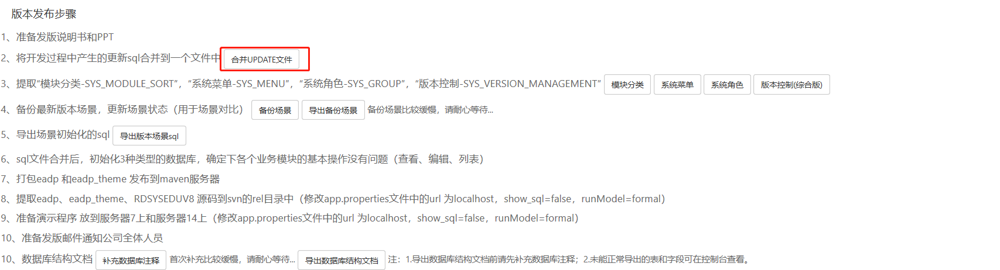 版本发布步骤
1、准备发版说明书和PPT
2、将开发过程中产生的更新sql合并到一个文件中 合并UPDATE文件
3、提取“模块分类-SYS_MODULE_SORT”，“系统菜单-SYS_MENU”，“系统角色-SYS_GROUP”，“版本控制-SYS_VERSION_MANAGEMENT” 模块分类 系统菜单 系统角色 版本控制(综合版)
4、备份最新版本场景，更新场景状态（用于场景对比） 备份场景 导出备份场景 备份场景比较缓慢，请耐心等待...
5、导出场景初始化的sql 导出版本场景sql
6、sql文件合并后，初始化3种类型的数据库，确定下各个业务模块的基本操作没有问题（查看、编辑、列表）
7、打包eadp 和eadp_theme 发布到maven服务器
8、提取eadp、eadp_theme、RDSYSEDUV8 源码到svn的rel目录中（修改app.properties文件中的url 为localhost，show_sql=false，runModel=formal）
9、准备演示程序 放到服务器7上和服务器14上（修改app.properties文件中的url 为localhost，show_sql=false，runModel=formal）
10、准备发版邮件通知公司全体人员
10、数据库结构文档 补充数据库注释 首次补充比较缓慢，请耐心等待... 导出数据库结构文档 注：1.导出数据库结构文档前请先补充数据库注释；2.未能正常导出的表和字段可在控制台查看。